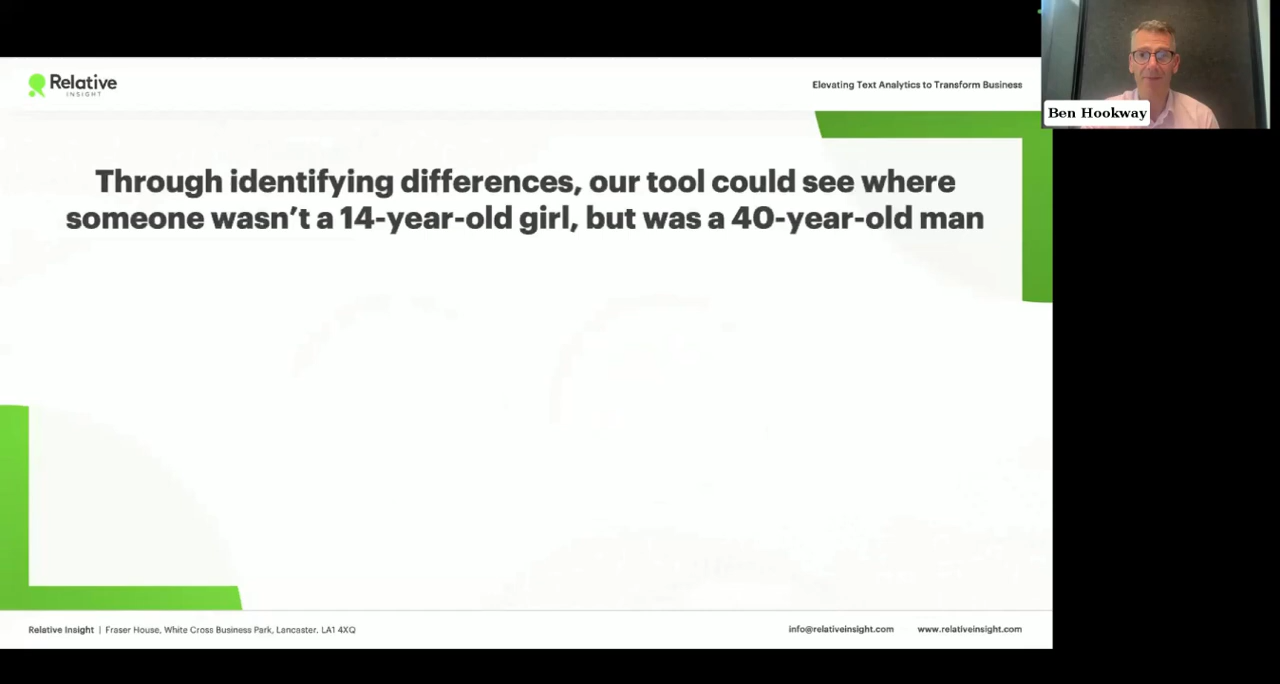 Relative
INSIGHT
Elevating Text Analytics to Transform Business
Ben Hookway
Through identifying differences, our tool could see where
someone wasn’t a 14-year-old girl, but was a 40-year-old man
Relative Insight | Fraser House, White Cross Business Park, Lancaster. LA1 4XQ
info@relativeinsight.com www.relativeinsight.com